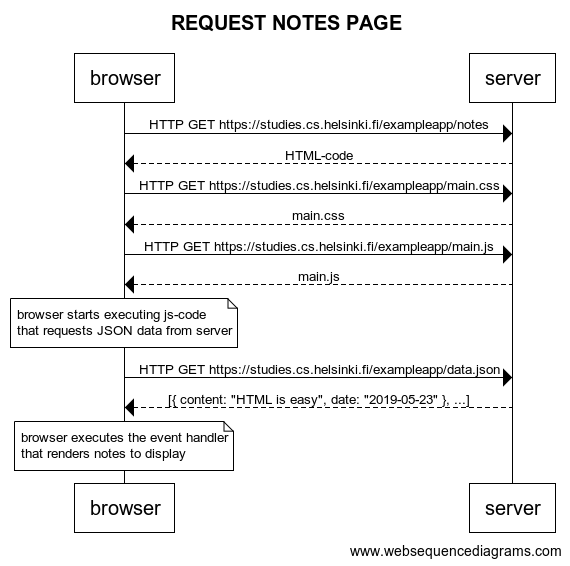 REQUEST NOTES PAGE
browser
server
HTTP GET https://studies.cs.helsinki.fi/exampleapp/notes
HTML-code
HTTP GET https://studies.cs.helsinki.fi/exampleapp/main.css
main.css
HTTP GET https://studies.cs.helsinki.fi/exampleapp/main.js
main.js
browser starts executing js-code
that requests JSON data from server
HTTP GET https://studies.cs.helsinki.fi/exampleapp/data.json
[{ content: "HTML is easy", date: "2019-05-23" }, ...]
browser executes the event handler
that renders notes to display
browser
server
www.websequencediagrams.com